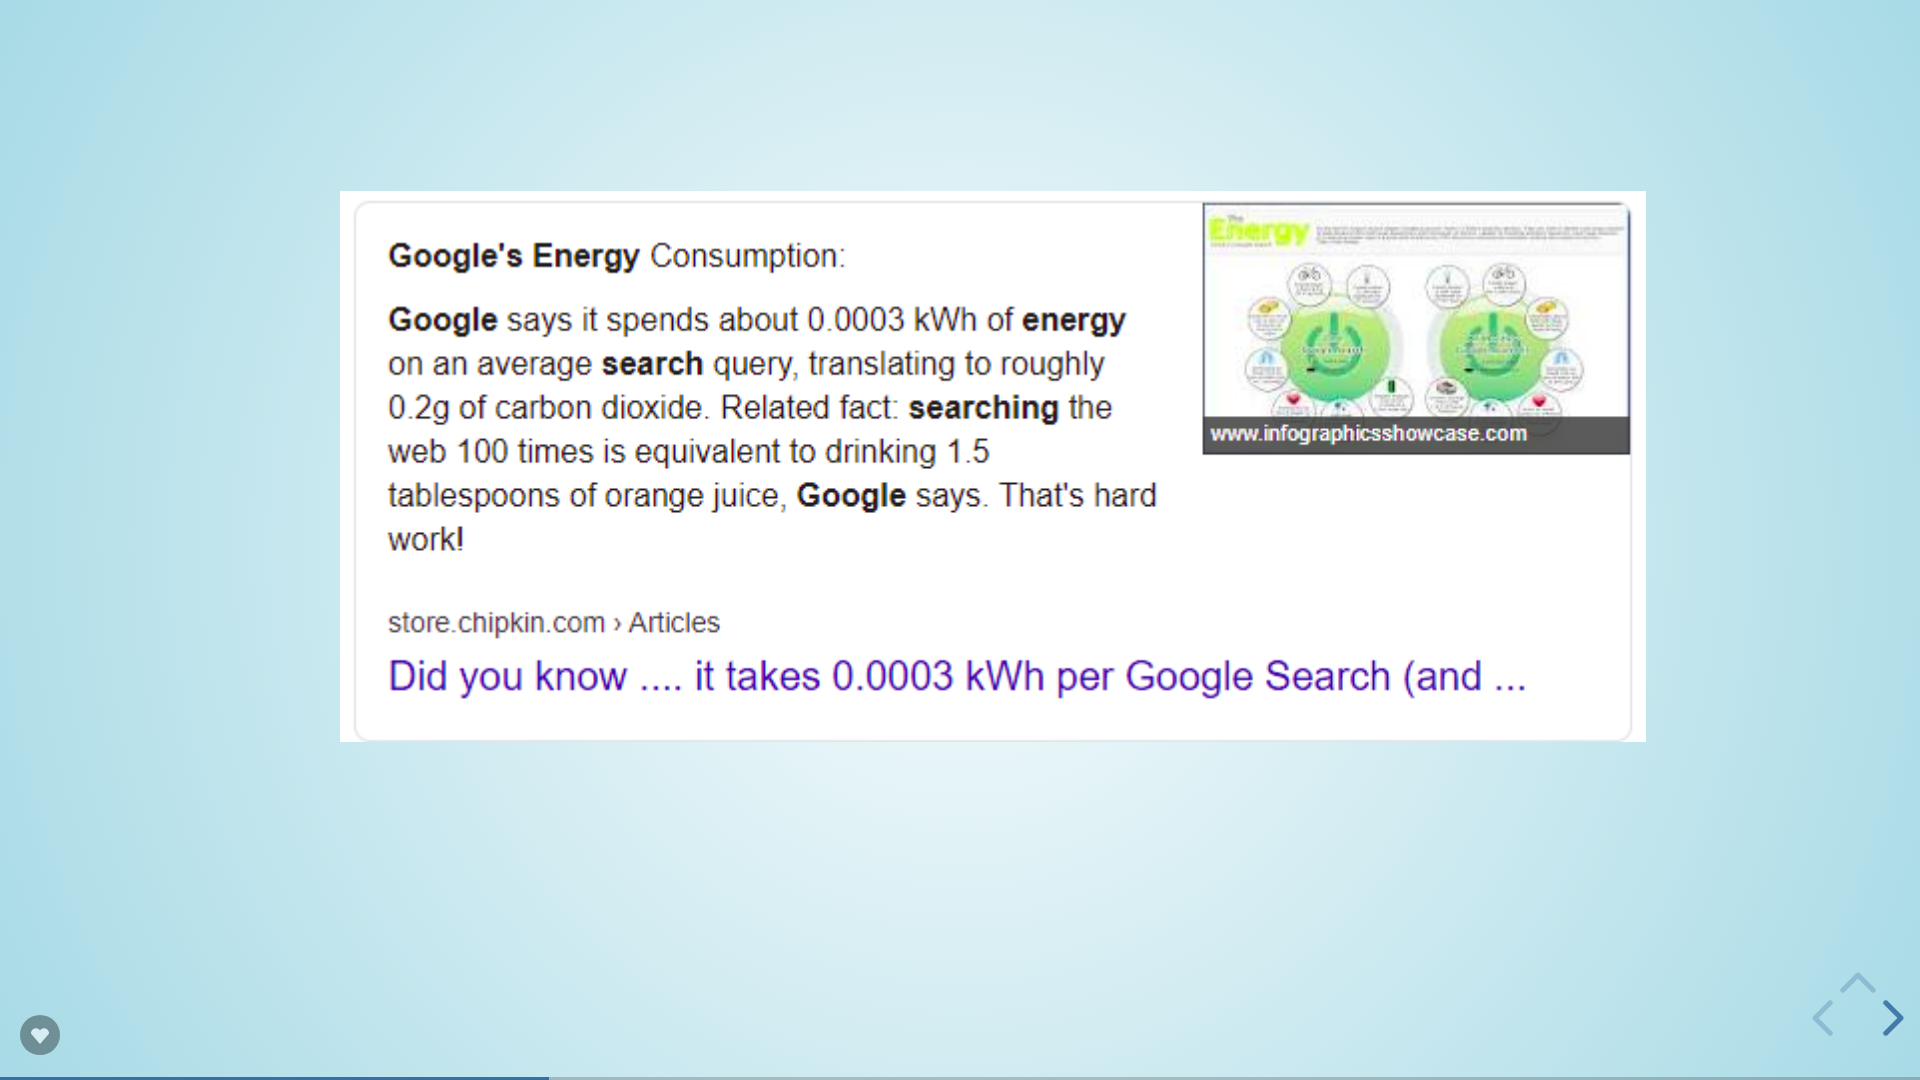 Google's Energy Consumption:
Google says it spends about 0.0003 kWh of energy
on an average search query, translating to roughly
0.2g of carbon dioxide. Related fact: searching the
web 100 times is equivalent to drinking 1.5
tablespoons of orange juice, Google says. That's hard
work!
The
Energy
www.infographicsshowcase.com
store.chipkin.com › Articles
Did you know .... it takes 0.0003 kWh per Google Search (and ...